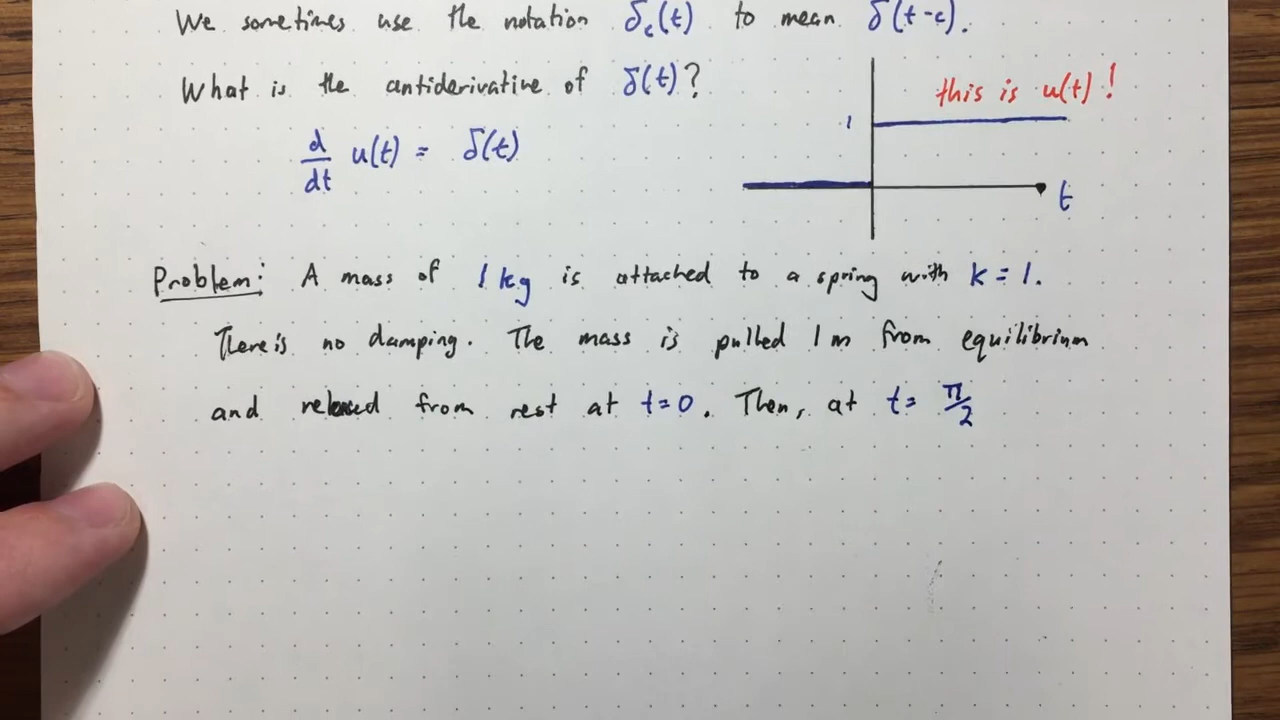 We sometimes use the notation δ_c(t) to mean δ(t-c).
What is the antiderivative of δ(t)?
this is u(t)!
d/dt u(t) = δ(t)
1
t
Problem: A mass of 1 kg is attached to a spring with k = 1.
There is no damping. The mass is pulled 1 m from equilibrium
and released from rest at t=0. Then, at t= π/2